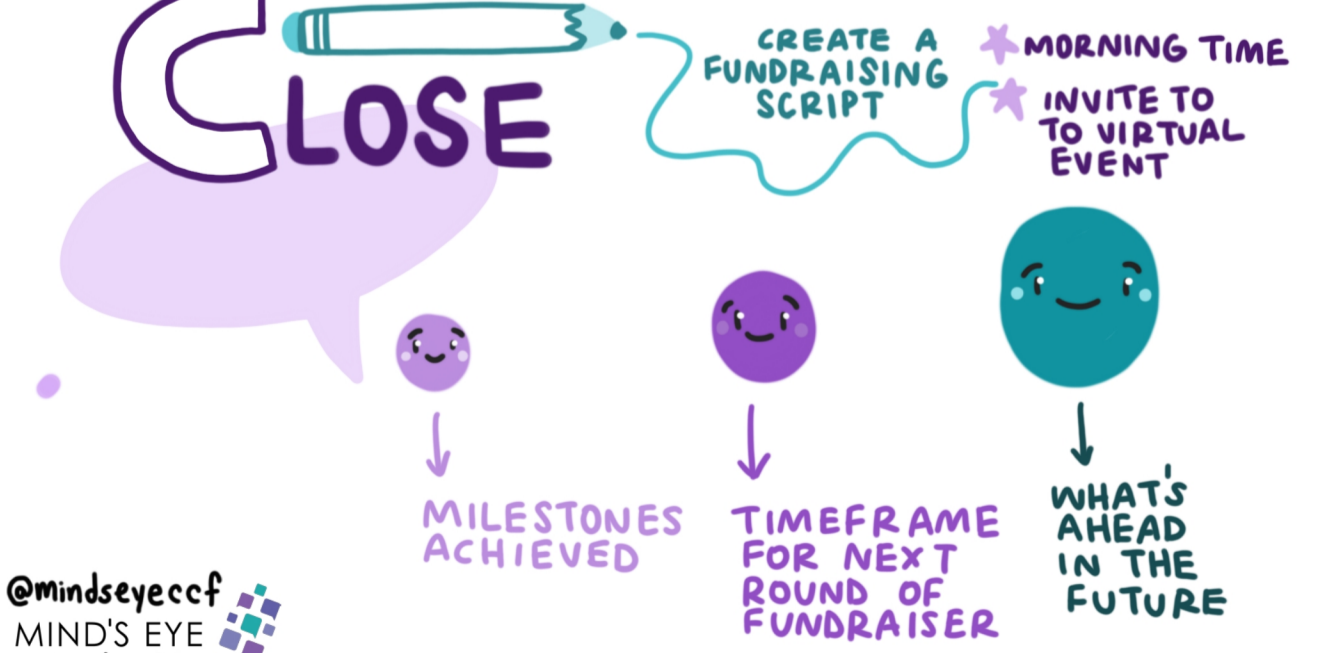 CLOSE
CREATE A
FUNDRAISING
SCRIPT
MORNING TIME
INVITE TO
TO VIRTUAL
EVENT
MILESTONES
ACHIEVED
TIMEFRAME
FOR NEXT
ROUND OF
FUNDRAISER
WHAT'S
AHEAD
IN THE
FUTURE
@mindseyeccf
MIND'S EYE